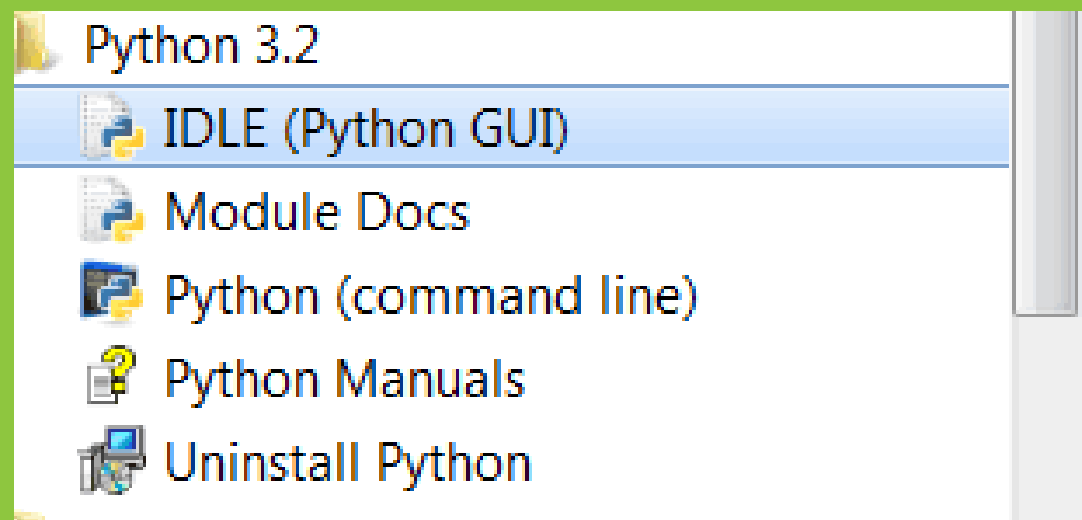 Python 3.2
IDLE (Python GUI)
Module Docs
Python (command line)
Python Manuals
Uninstall Python